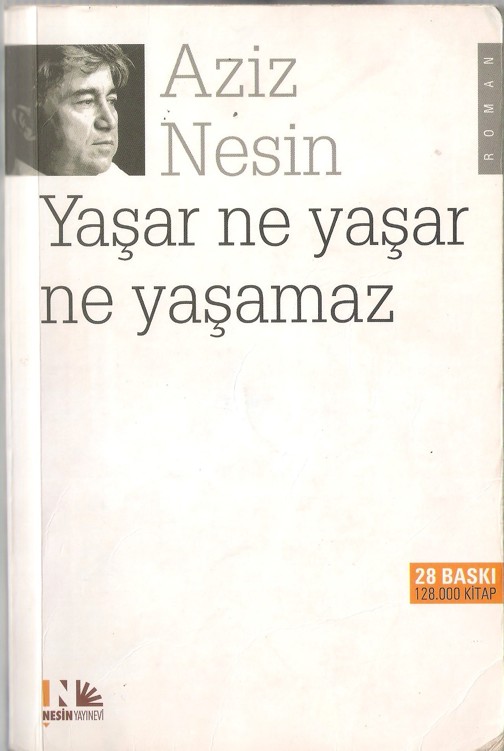 Aziz
Nesin
ROMAN
Yaşar ne yaşar
ne yaşamaz
28 BASKI
128.000 KİTAP
N
NESİN YAYINEVİ